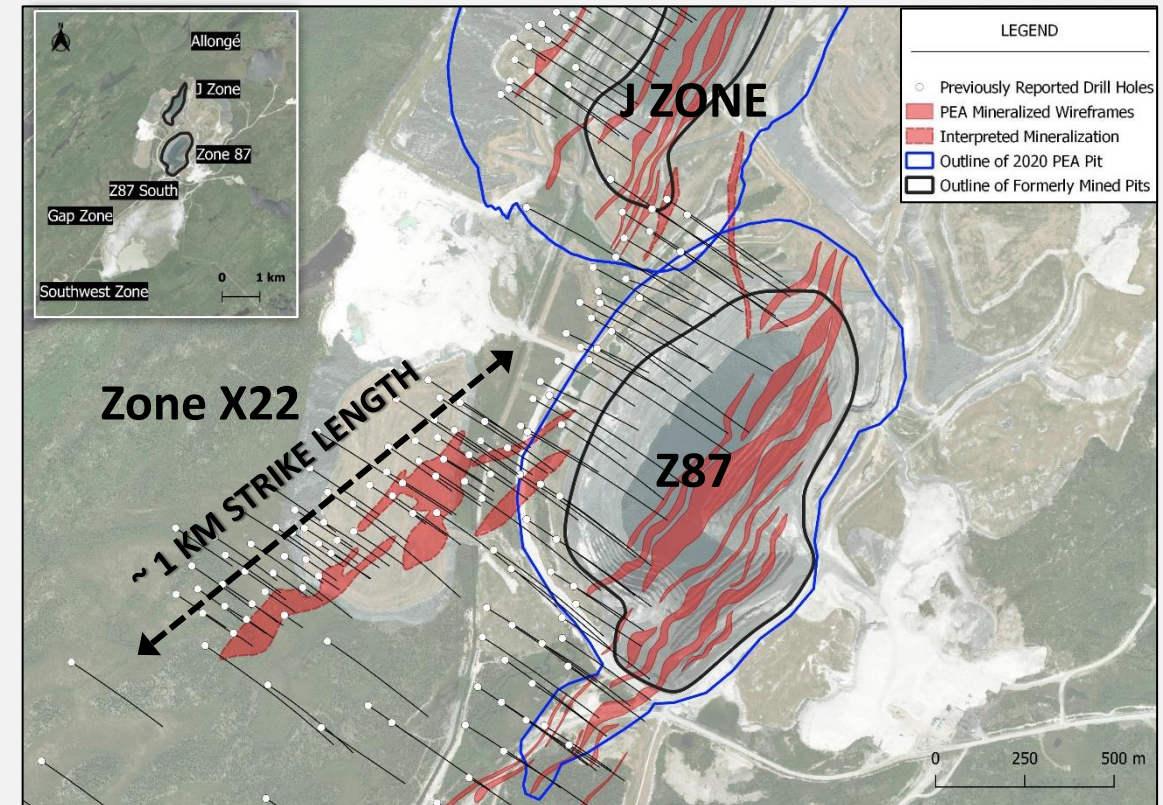 N
Allongé
J Zone
Zone 87
Z87 South
Gap Zone
Southwest Zone
0 1 km
J ZONE
LEGEND
Previously Reported Drill Holes
PEA Mineralized Wireframes
Interpreted Mineralization
Outline of 2020 PEA Pit
Outline of Formerly Mined Pits
Zone X22
~ 1 KM STRIKE LENGTH
Z87
0 250 500 m